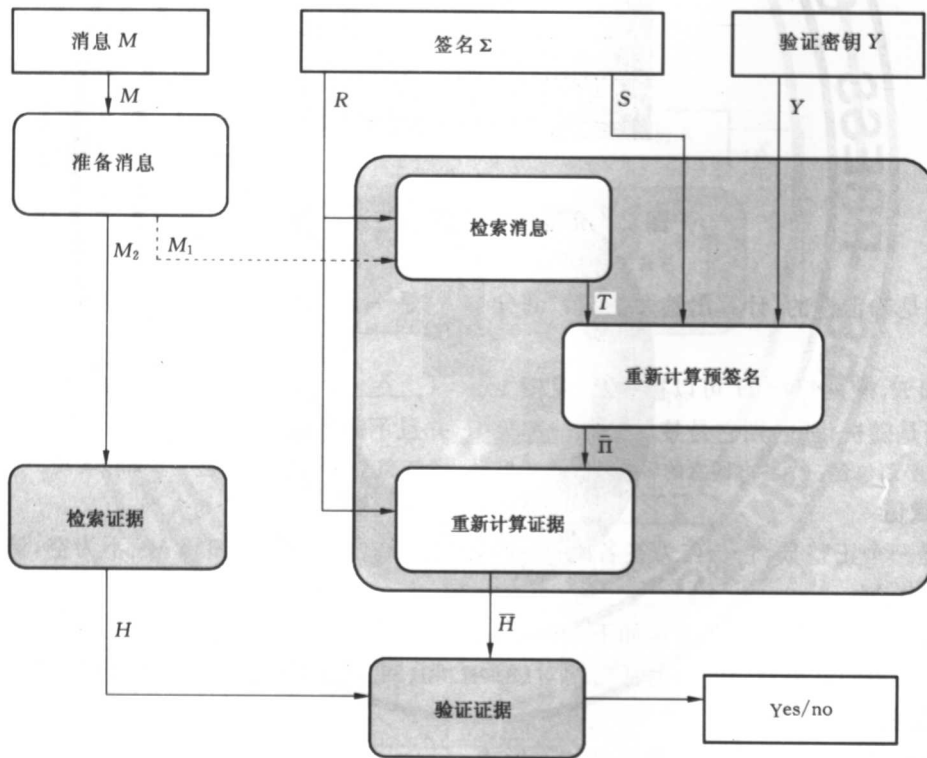 消息 M
签名 Σ
验证密钥 Y
M
R
S
Y
准备消息
检索消息
M₂
M₁
T
重新计算预签名
Π̄
检索证据
重新计算证据
H
H̄
验证证据
Yes/no